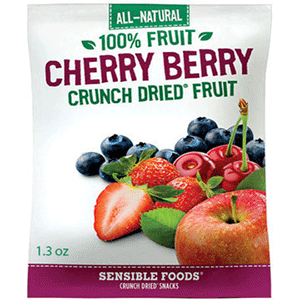 ALL-NATURAL
100% FRUIT
CHERRY BERRY
CRUNCH DRIED® FRUIT
1.3 oz
SENSIBLE FOODS®
CRUNCH DRIED® SNACKS